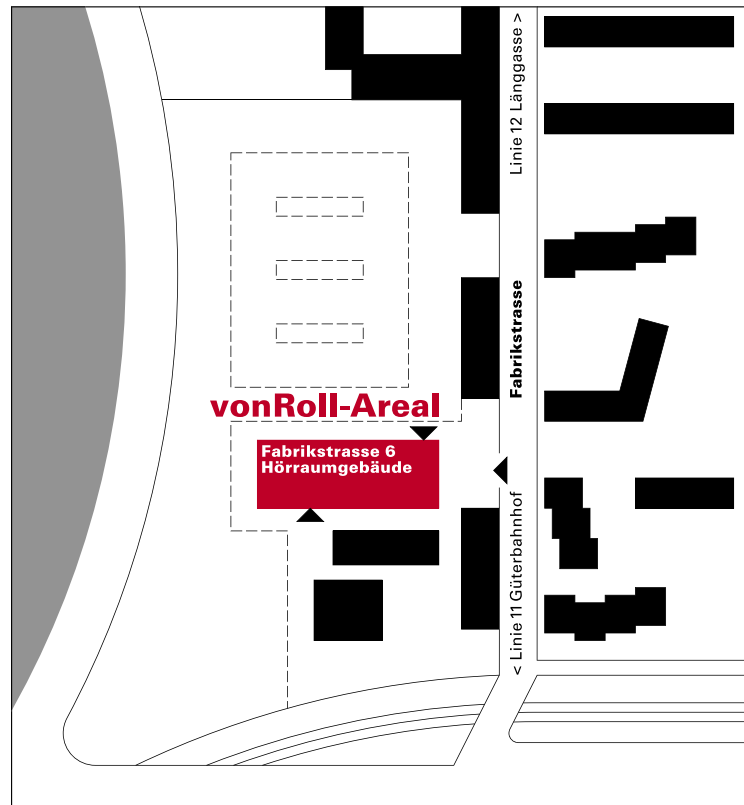 Linie 12 Länggasse >
Fabrikstrasse
vonRoll-Areal
Fabrikstrasse 6
Hörraumgebäude
< Linie 11 Güterbahnhof